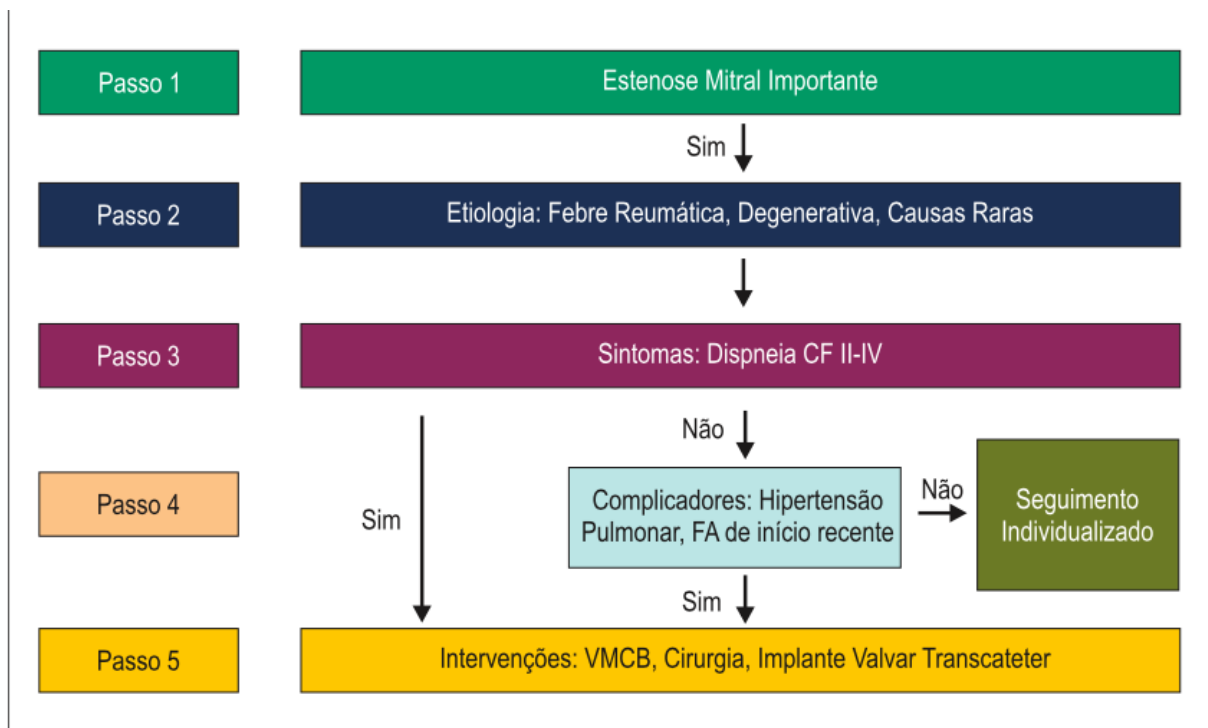 Passo 1
Estenose Mitral Importante
Sim
Passo 2
Etiologia: Febre Reumática, Degenerativa, Causas Raras
Passo 3
Sintomas: Dispneia CF II-IV
Não
Passo 4
Sim
Complicadores: Hipertensão
Pulmonar, FA de início recente
Não
Seguimento
Individualizado
Sim
Passo 5
Intervenções: VMCB, Cirurgia, Implante Valvar Transcateter